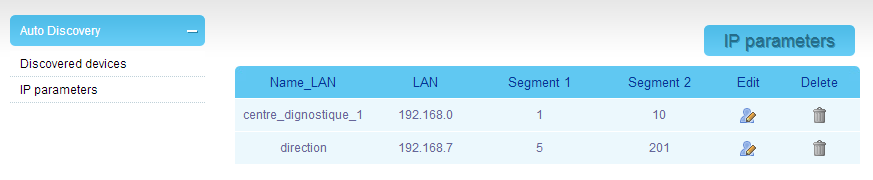 Auto Discovery
Discovered devices
IP parameters
IP parameters
Name_LAN LAN Segment 1 Segment 2 Edit Delete
centre_dignostique_1 192.168.0 1 10
direction 192.168.7 5 201